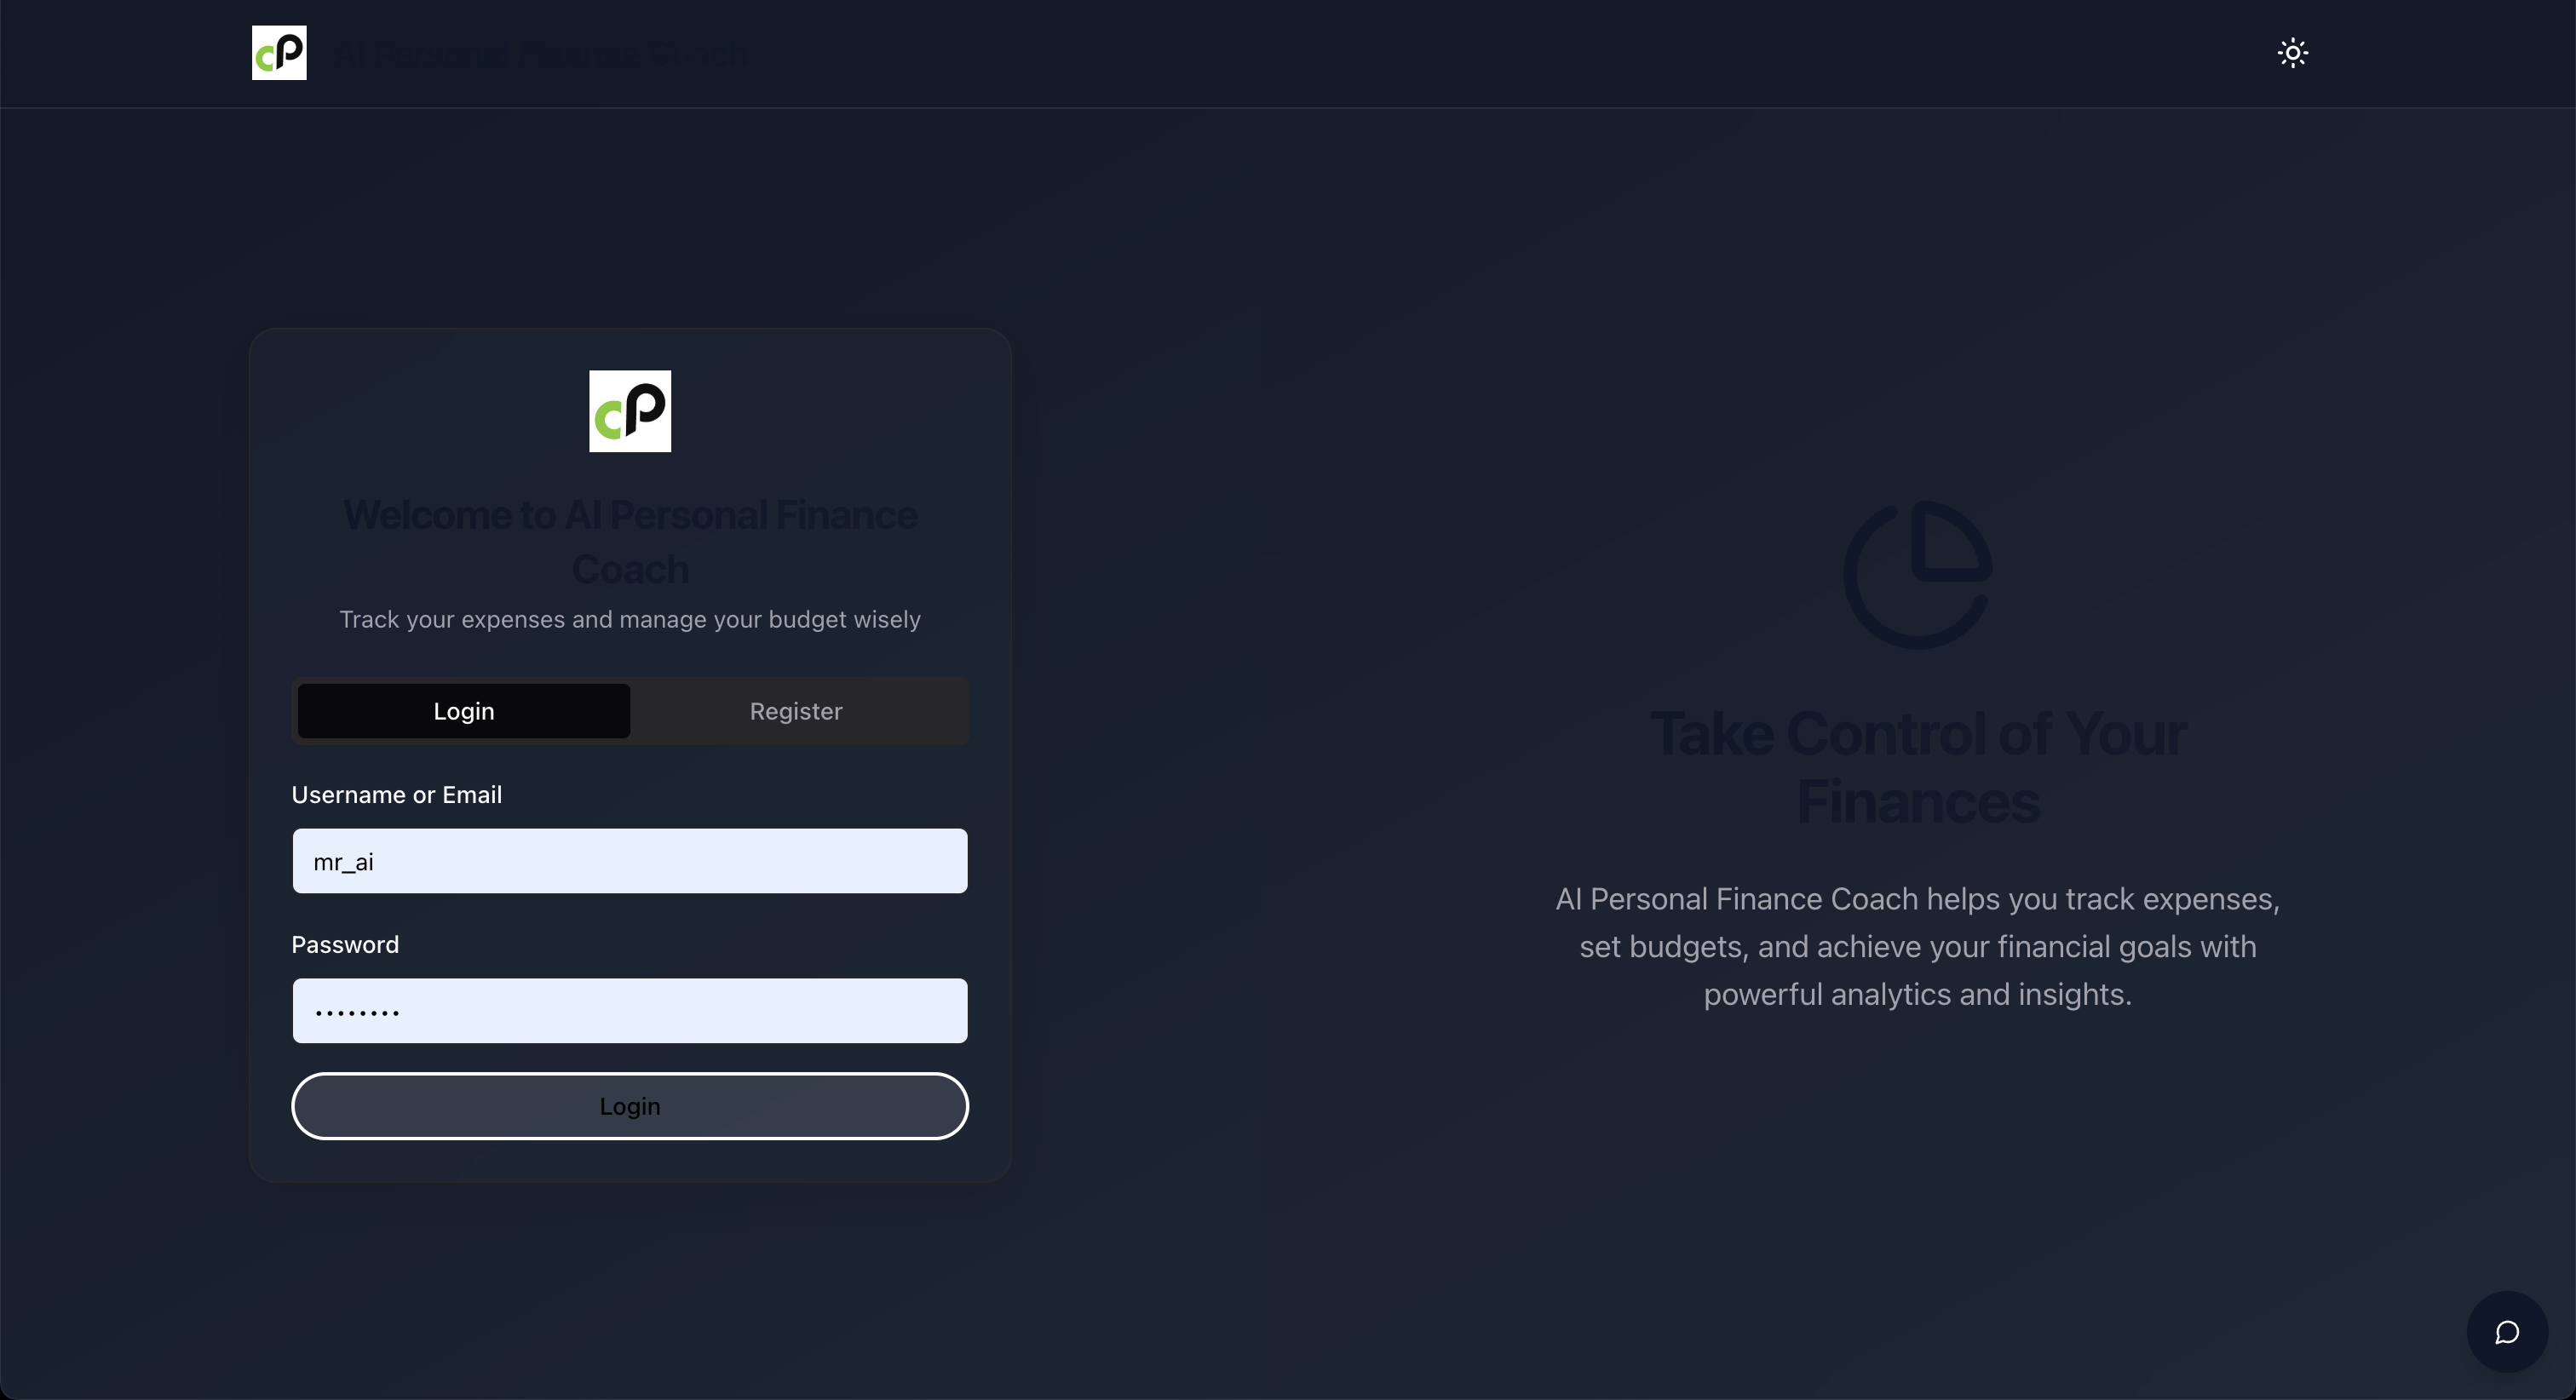 cP
AI Personal Finance Coach
cP
Welcome to AI Personal Finance
Coach
Track your expenses and manage your budget wisely
Login
Register
Username or Email
mr_ai
Password
••••••••
Login
Take Control of Your
Finances
AI Personal Finance Coach helps you track expenses,
set budgets, and achieve your financial goals with
powerful analytics and insights.